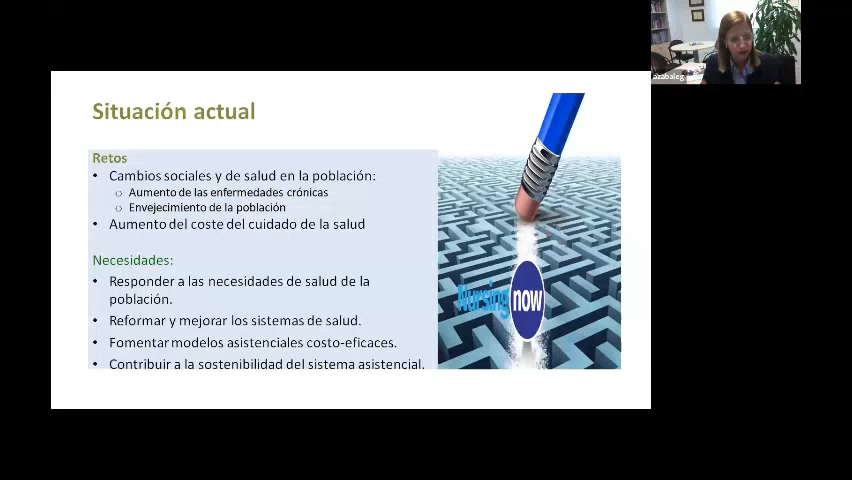 azabaleg
Situación actual
Retos
• Cambios sociales y de salud en la población:
○ Aumento de las enfermedades crónicas
○ Envejecimiento de la población
• Aumento del coste del cuidado de la salud
Necesidades:
• Responder a las necesidades de salud de la
población.
• Reformar y mejorar los sistemas de salud.
• Fomentar modelos asistenciales costo-eficaces.
• Contribuir a la sostenibilidad del sistema asistencial.
Nursing now